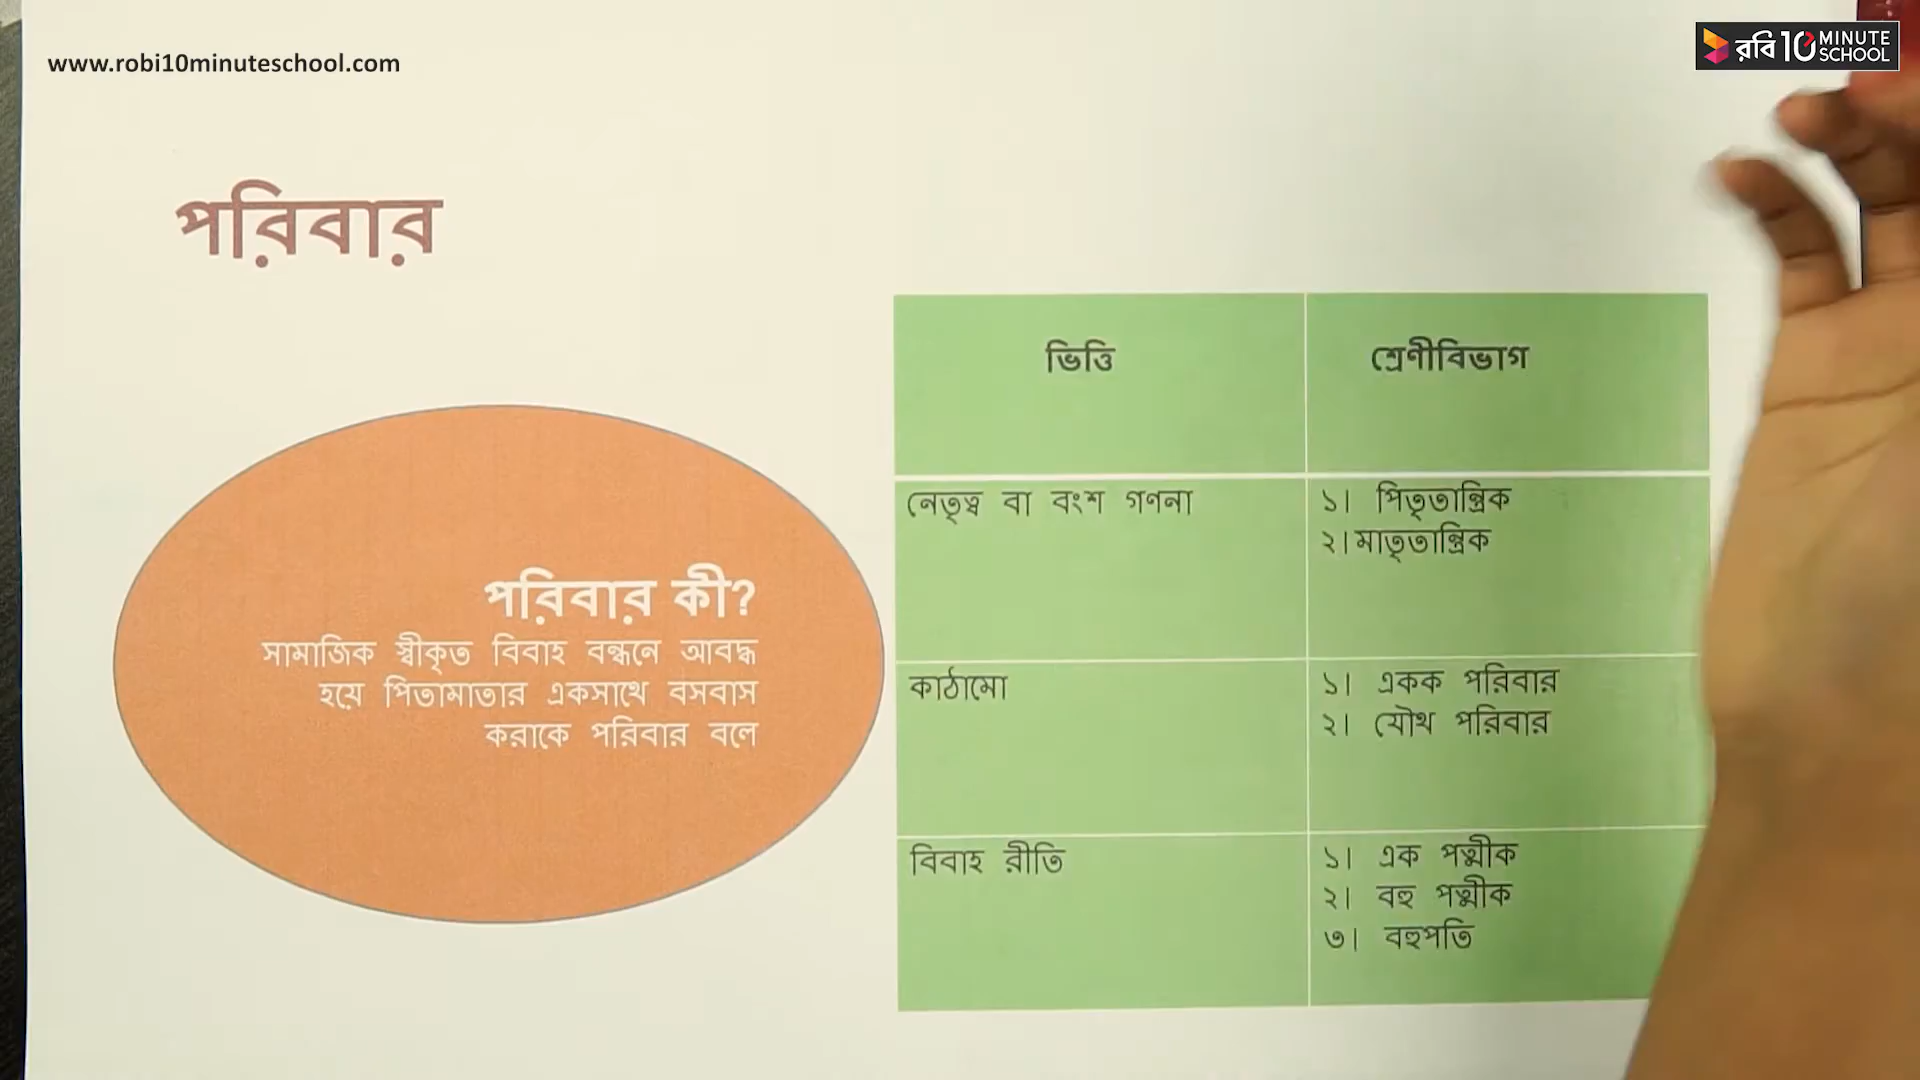 www.robi10minuteschool.com
রবি 10 MINUTE SCHOOL
পরিবার
পরিবার কী?
সামাজিক স্বীকৃত বিবাহ বন্ধনে আবদ্ধ
হয়ে পিতামাতার একসাথে বসবাস
করাকে পরিবার বলে
ভিত্তি শ্রেণীবিভাগ
নেতৃত্ব বা বংশ গণনা
১। পিতৃতান্ত্রিক
২।মাতৃতান্ত্রিক
কাঠামো
১। একক পরিবার
২। যৌথ পরিবার
বিবাহ রীতি
১। এক পত্মীক
২। বহু পত্মীক
৩। বহুপতি